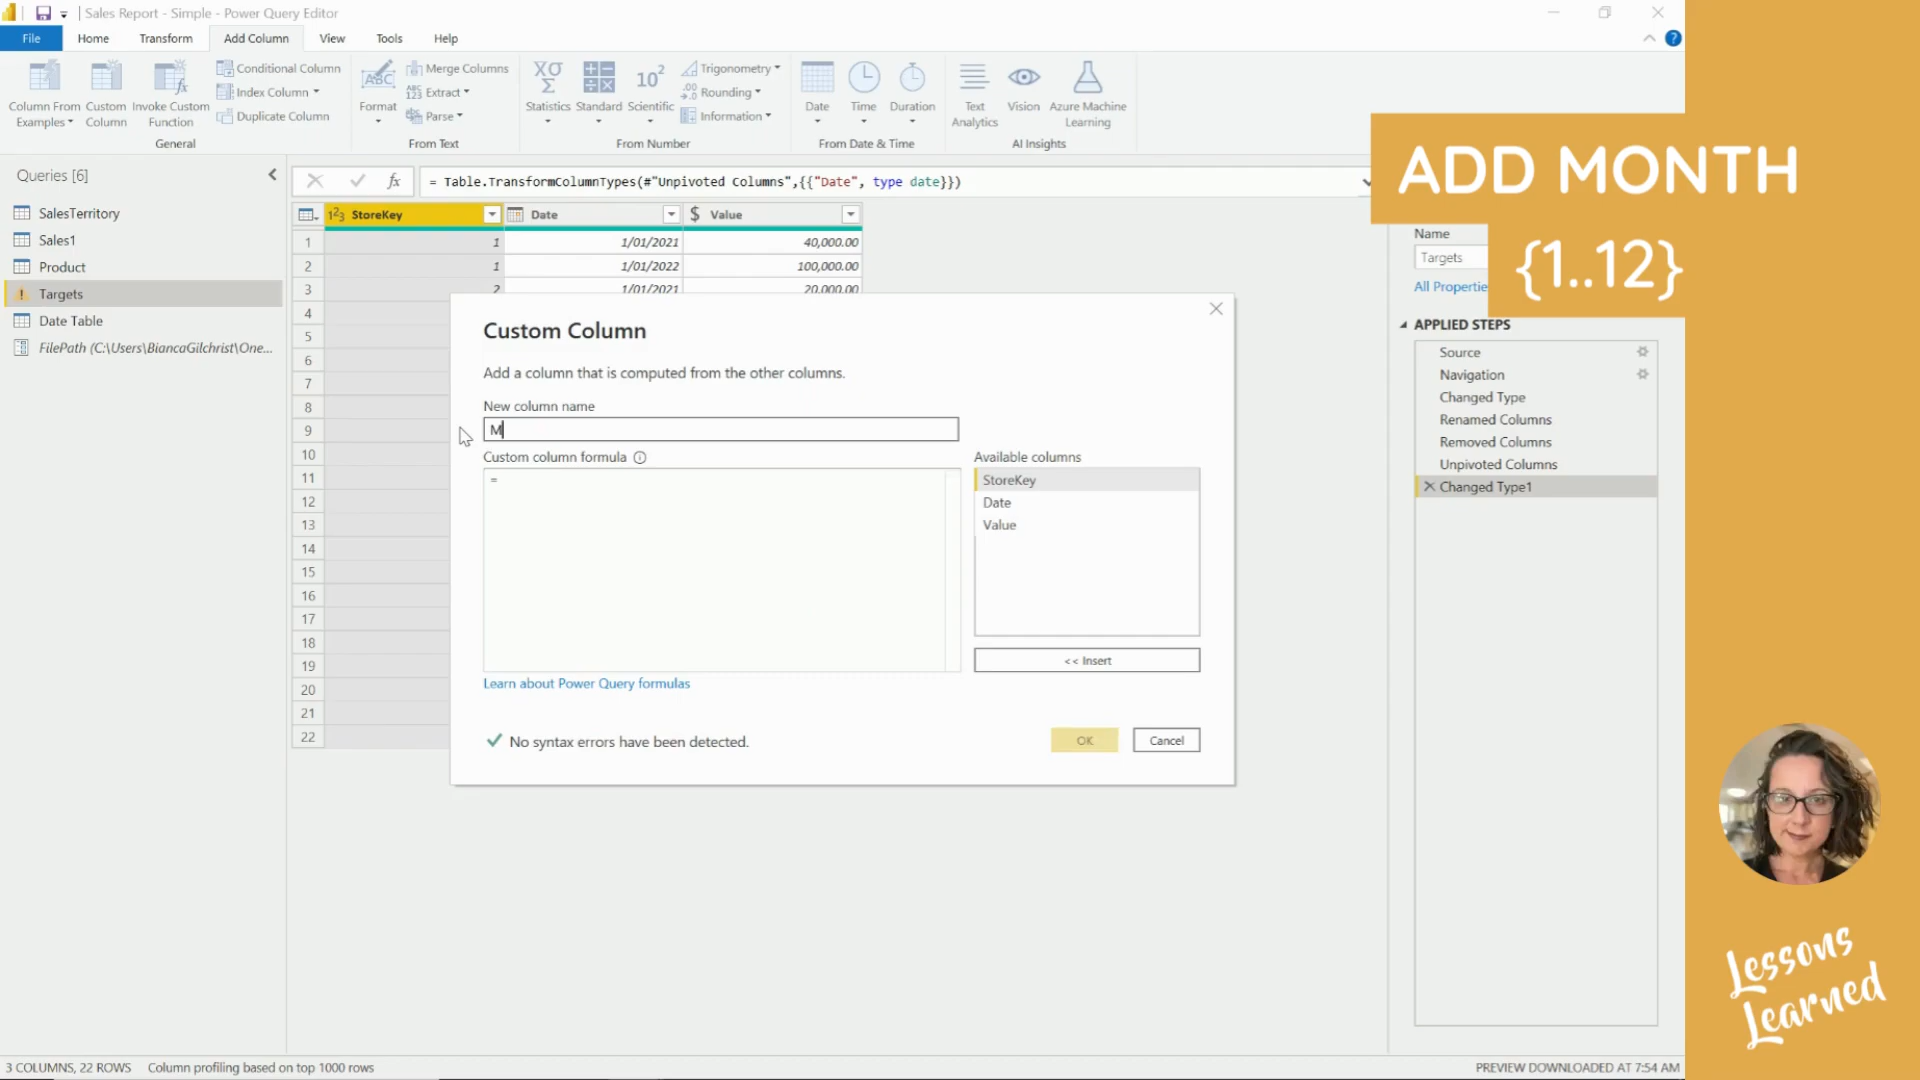 Sales Report - Simple - Power Query Editor
File Home Transform Add Column View Tools Help
Column From Examples
Custom Column
Invoke Custom Function
Conditional Column
Index Column
Duplicate Column
General
ABC
Format
Merge Columns
ABC 123 Extract
abc Parse
From Text
XΟ Σ
Statistics
Standard
10²
Scientific
Trigonometry
.00 Rounding
Information
From Number
Date
Time
Duration
From Date & Time
Text Analytics
Vision
Azure Machine Learning
AI Insights
ADD MONTH
{1..12}
Queries [6]
SalesTerritory
Sales1
Product
Targets
Date Table
FilePath (C:\Users\BiancaGilchrist\One...
fx = Table.TransformColumnTypes(#"Unpivoted Columns",{{"Date", type date}})
1²3 StoreKey Date $ Value
1 1 1/01/2021 40,000.00
2 1 1/01/2022 100,000.00
3 2 1/01/2021 20,000.00
4
5
6
7
8
9
10
11
12
13
14
15
16
17
18
19
20
21
22
Custom Column
Add a column that is computed from the other columns.
New column name
M
Custom column formula
=
Available columns
StoreKey
Date
Value
<< Insert
Learn about Power Query formulas
No syntax errors have been detected.
OK Cancel
Name
Targets
All Propertie
APPLIED STEPS
Source
Navigation
Changed Type
Renamed Columns
Removed Columns
Unpivoted Columns
Changed Type1
Lessons
Learned
3 COLUMNS, 22 ROWS Column profiling based on top 1000 rows
PREVIEW DOWNLOADED AT 7:54 AM